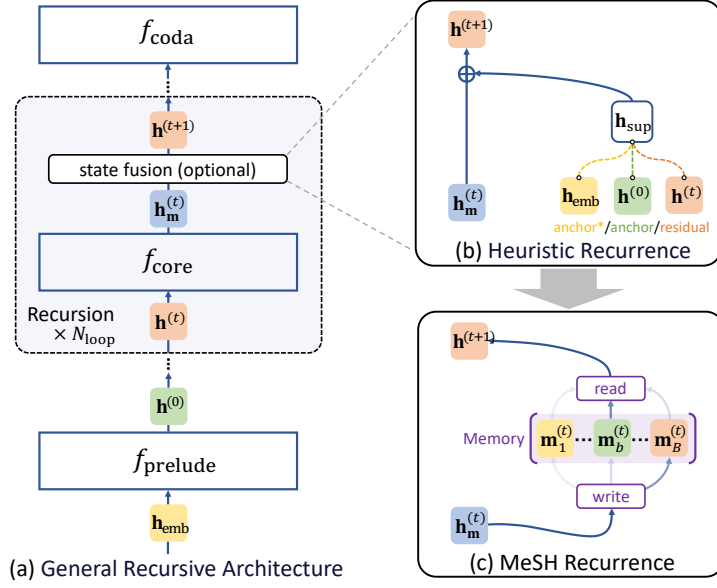 f_coda
h^(t+1)
state fusion (optional)
h_m^(t)
f_core
Recursion
× N_loop
h^(t)
h^(0)
f_prelude
h_emb
(a) General Recursive Architecture
h^(t+1)
h_sup
h_m^(t)
h_emb h^(0) h^(t)
anchor*/anchor/residual
(b) Heuristic Recurrence
h^(t+1)
read
Memory
m_1^(t) ··· m_b^(t) ··· m_B^(t)
write
h_m^(t)
(c) MeSH Recurrence